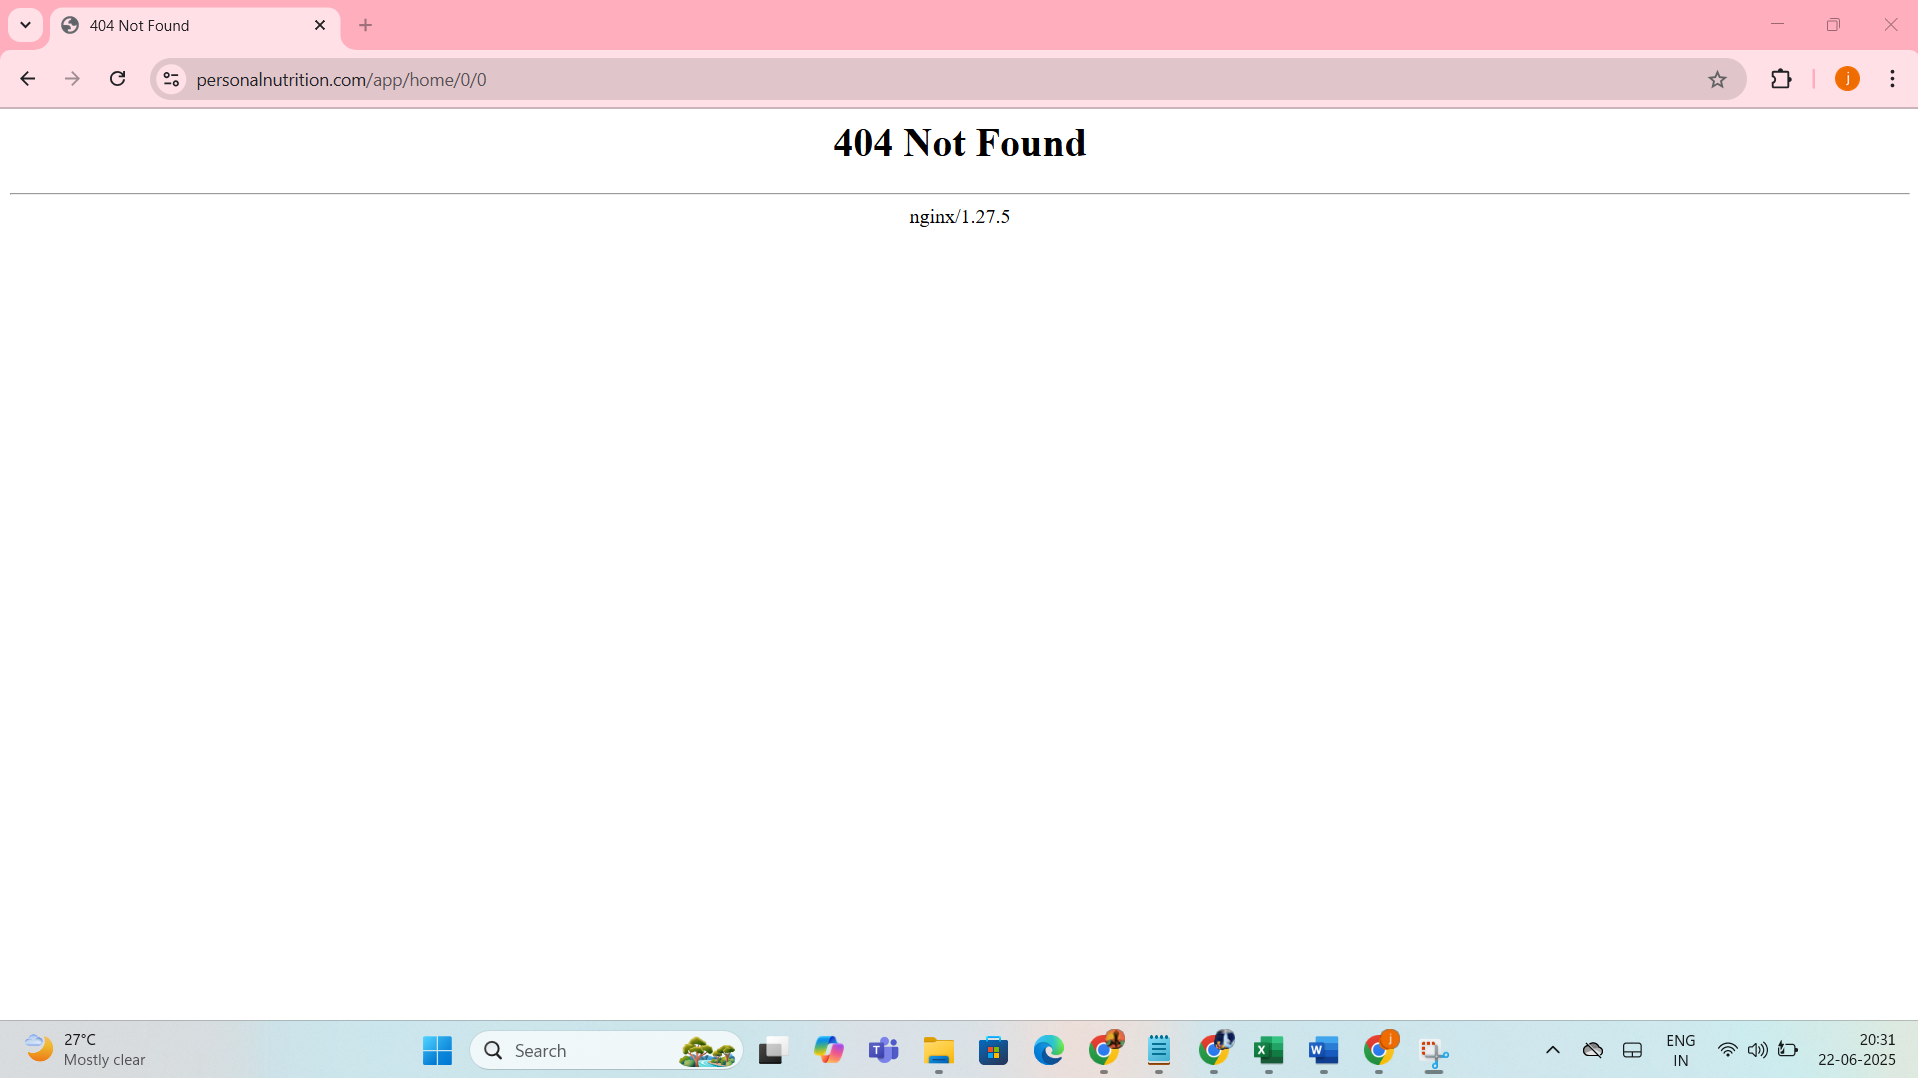 404 Not Found
personalnutrition.com/app/home/0/0
j
404 Not Found
nginx/1.27.5
27°C
Mostly clear
Search
ENG
IN
20:31
22-06-2025